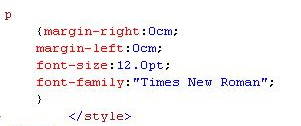 p
{margin-right:0cm;
margin-left:0cm;
font-size:12.0pt;
font-family:"Times New Roman";
}
</style>